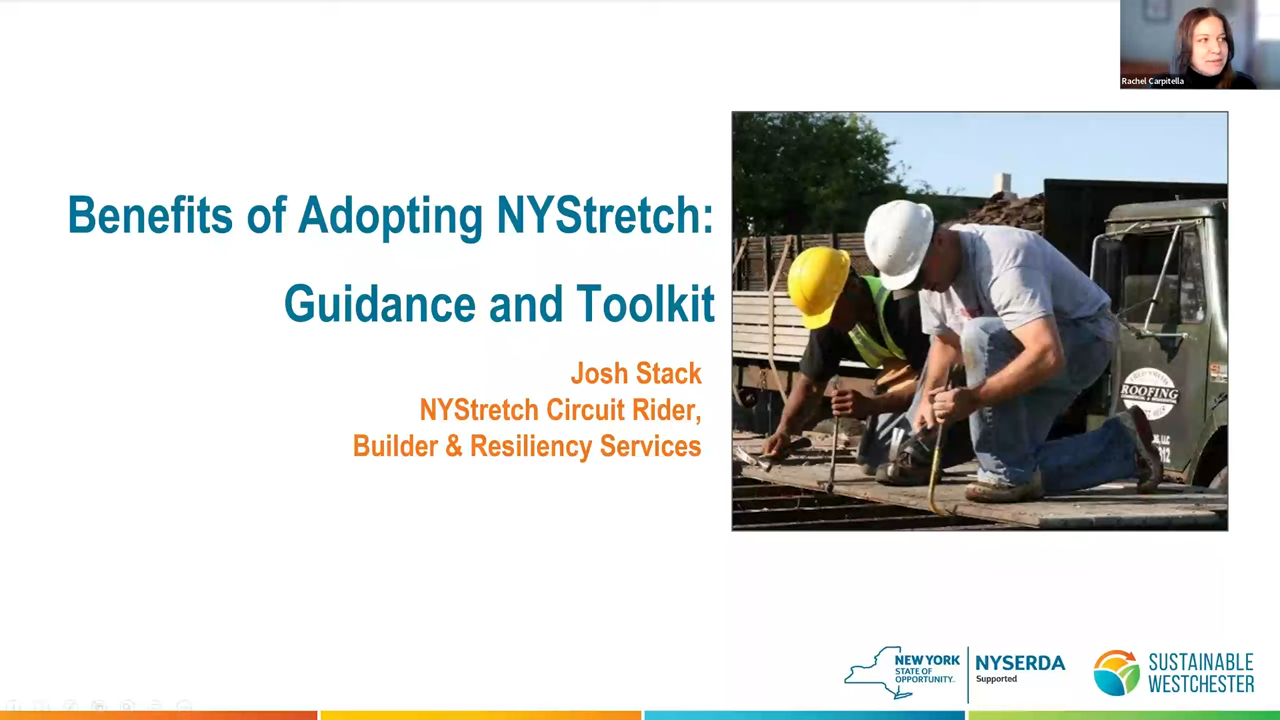 Rachel Carpitella
Benefits of Adopting NYStretch:
Guidance and Toolkit
Josh Stack
NYStretch Circuit Rider,
Builder & Resiliency Services
ROOFING
NEW YORK
STATE OF
OPPORTUNITY.
NYSERDA
Supported
SUSTAINABLE
WESTCHESTER